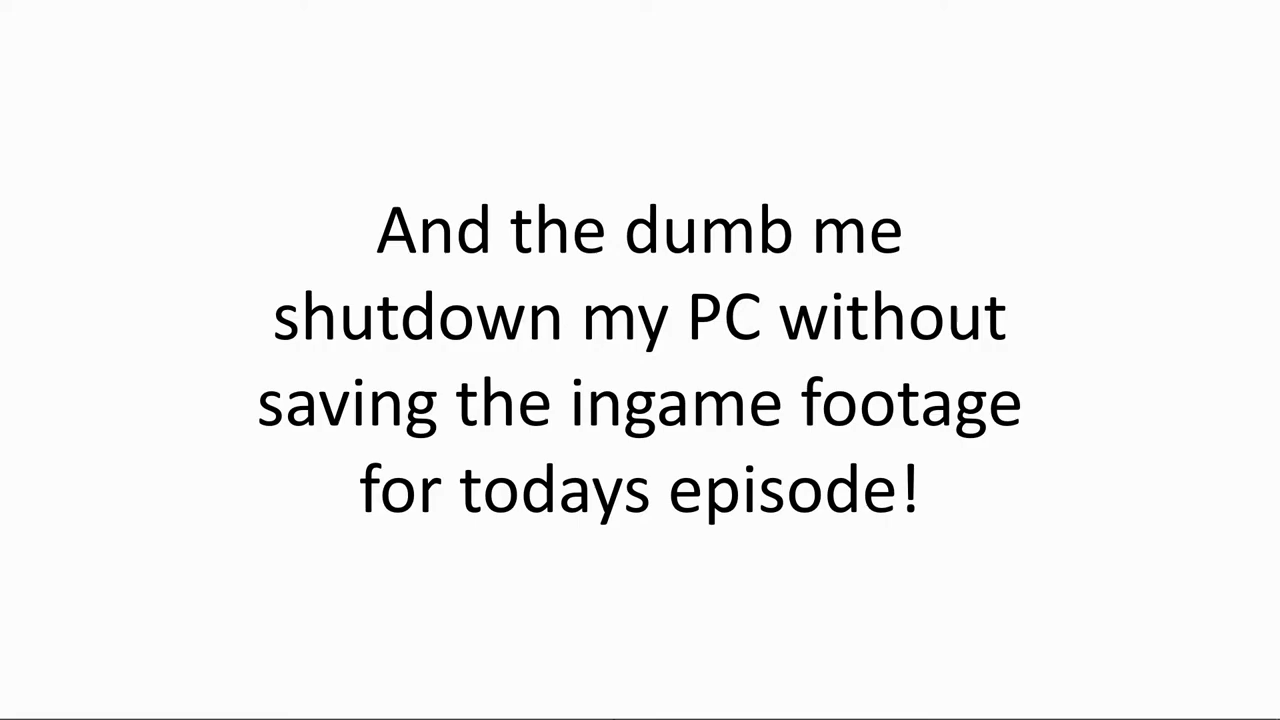 And the dumb me
shutdown my PC without
saving the ingame footage
for todays episode!